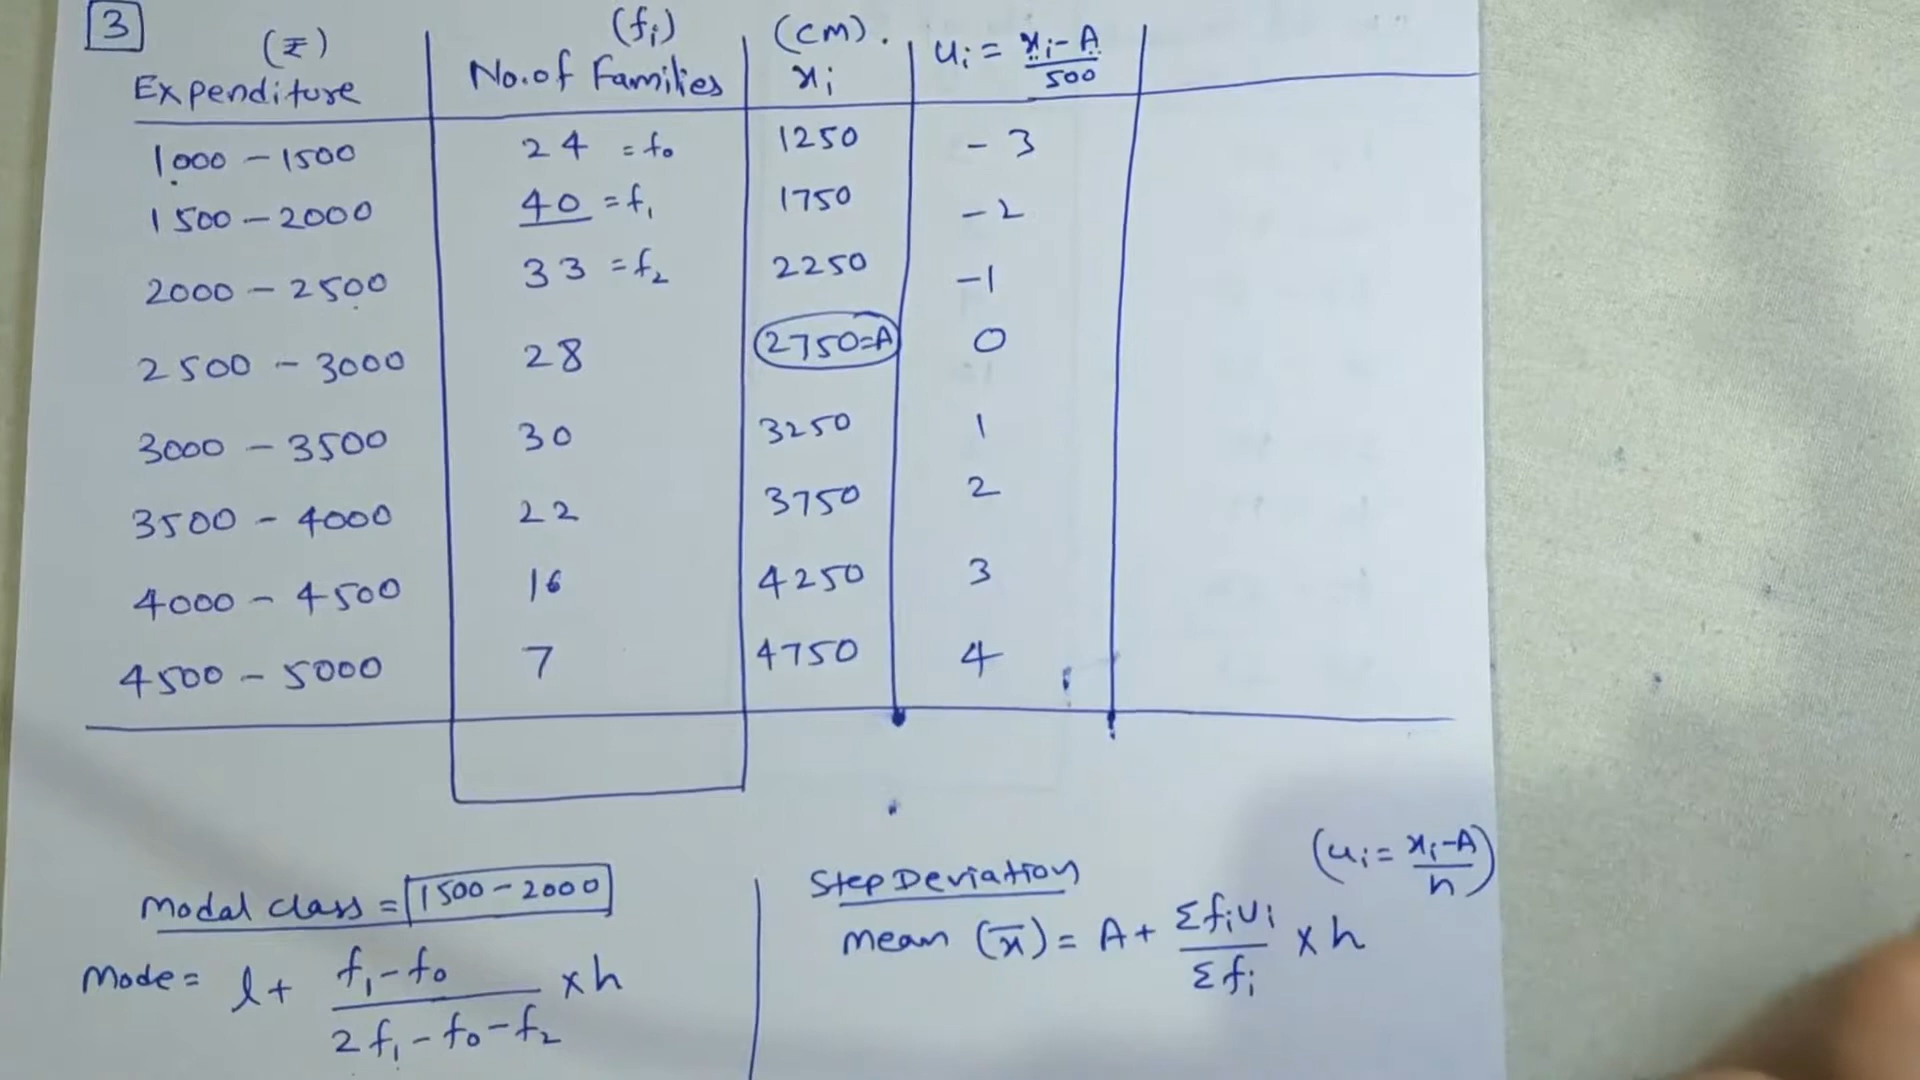 3
(₹) (fi) (cm).
Expenditure No.of Families xi ui = xi-A/500
1000 - 1500 24 = f0 1250 - 3
1500 - 2000 40 = f1 1750 - 2
2000 - 2500 33 = f2 2250 -1
2500 - 3000 28 2750=A 0
3000 - 3500 30 3250 1
3500 - 4000 22 3750 2
4000 - 4500 16 4250 3
4500 - 5000 7 4750 4
Modal class = 1500-2000
Mode = l+ f1-f0/2f1-f0-f2 xh
Step Deviation (ui = xi-A/h)
mean (x̄) = A+ Σfiui/Σfi xh